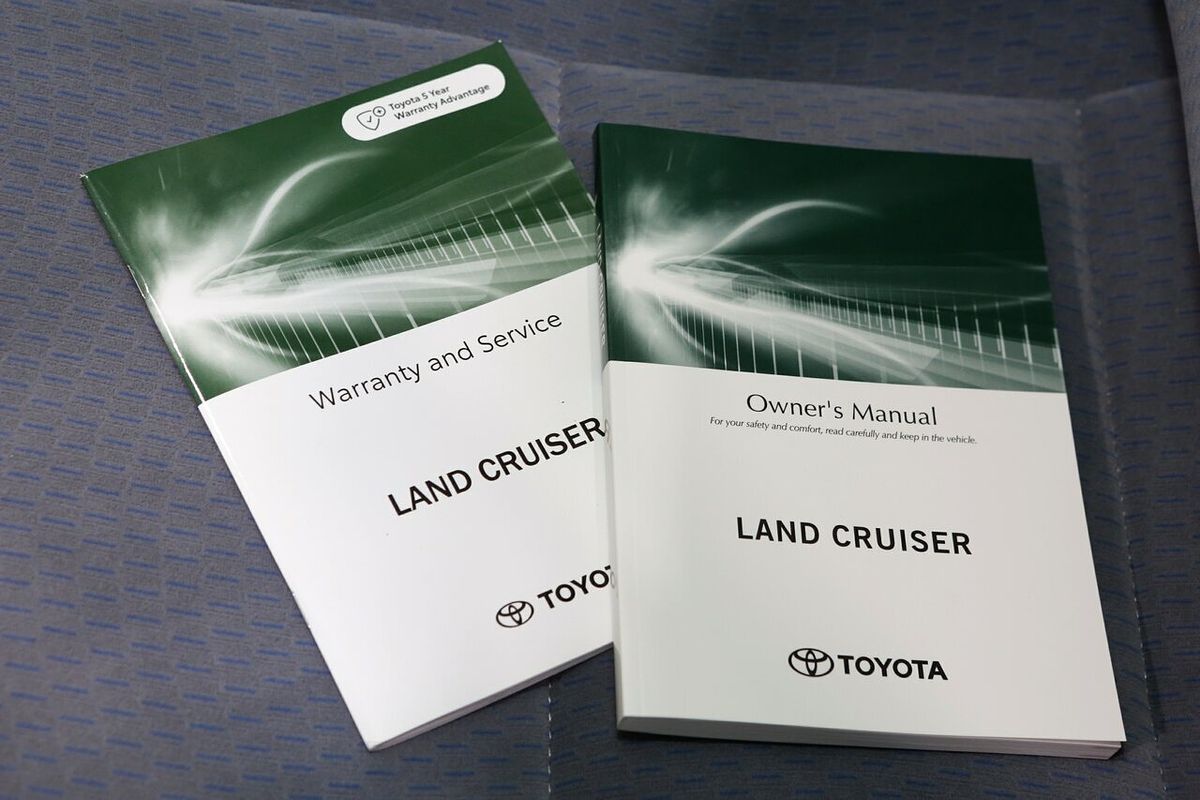 Toyota 5 Year
Warranty Advantage
Warranty and Service
LAND CRUISER
TOYO
Owner's Manual
For your safety and comfort, read carefully and keep in the vehicle.
LAND CRUISER
TOYOTA